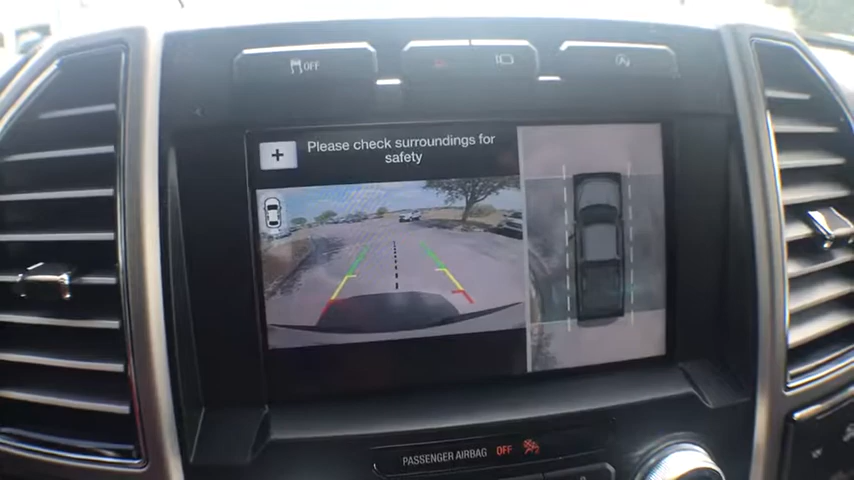 OFF
Please check surroundings for
safety
+
PASSENGER AIRBAG OFF